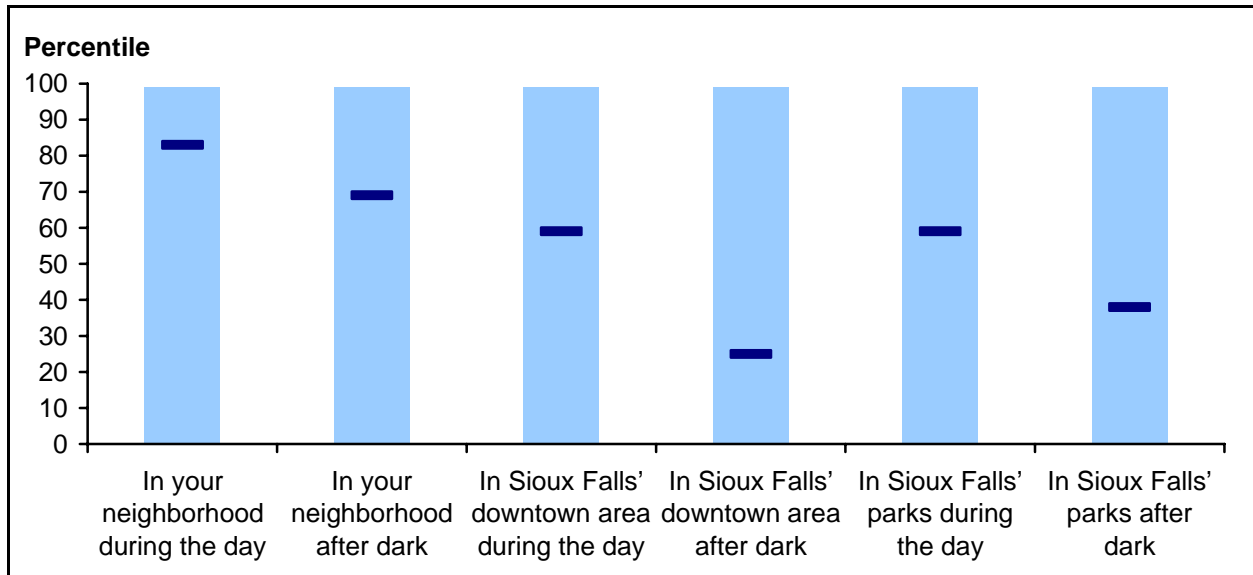 Percentile
100
90
80
70
60
50
40
30
20
10
0
In your
neighborhood
during the day
In your
neighborhood
after dark
In Sioux Falls’
downtown area
during the day
In Sioux Falls’
downtown area
after dark
In Sioux Falls’
parks during
the day
In Sioux Falls’
parks after
dark